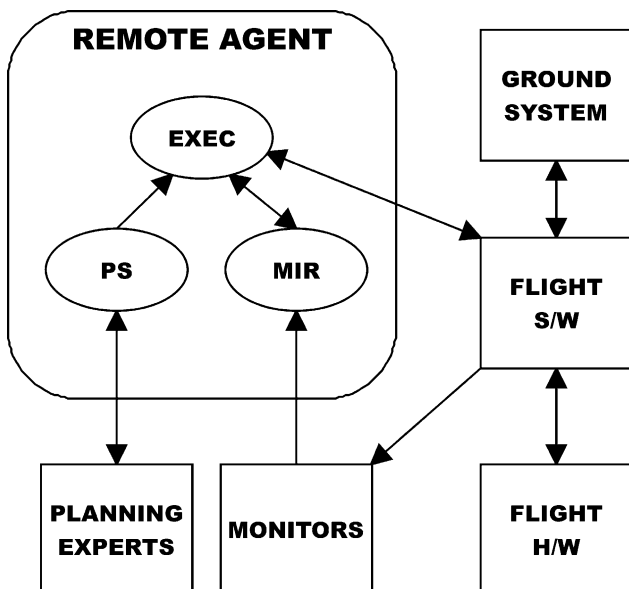 REMOTE AGENT
GROUND
SYSTEM
EXEC
PS
MIR
FLIGHT
S/W
PLANNING
EXPERTS
MONITORS
FLIGHT
H/W